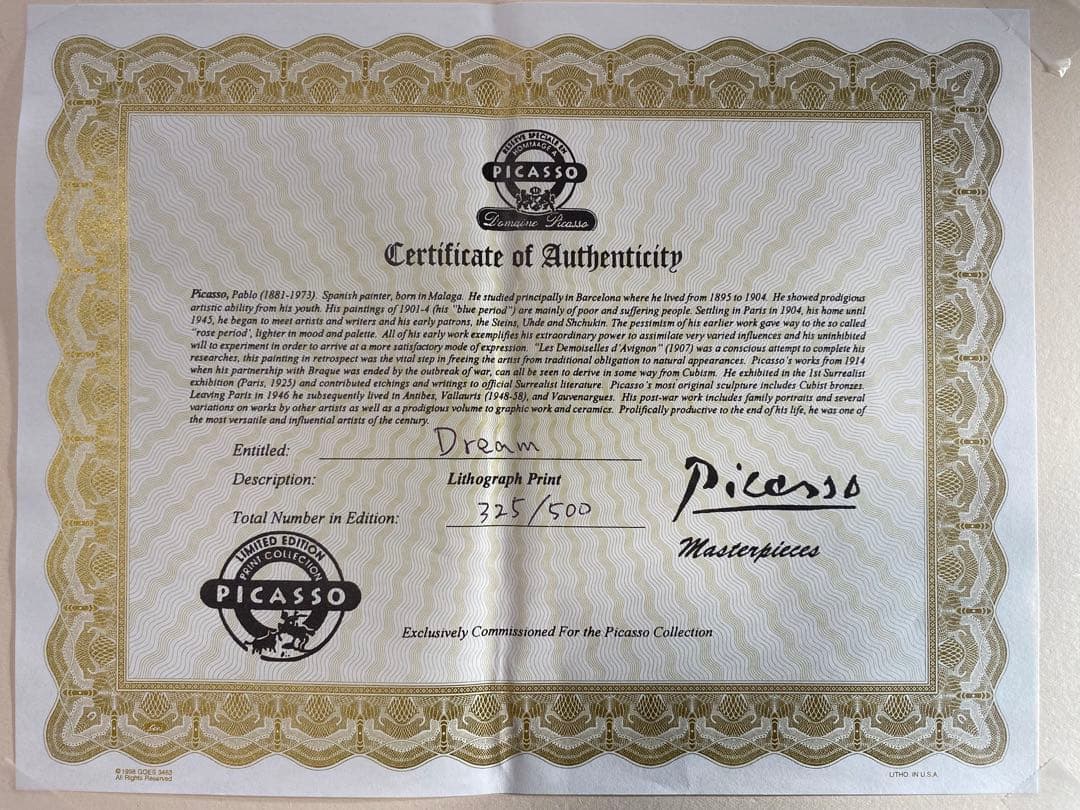 RESERVE SPECIALE EN
HOMMAGE A
PICASSO
Domaine Picasso
Certificate of Authenticity
Picasso, Pablo (1881-1973). Spanish painter, born in Malaga. He studied principally in Barcelona where he lived from 1895 to 1904. He showed prodigious
artistic ability from his youth. His paintings of 1901-4 (his "blue period") are mainly of poor and suffering people. Settling in Paris in 1904, his home until
1945, he began to meet artists and writers and his early patrons, the Steins, Uhde and Shchukin. The pessimism of his earlier work gave way to the so called
"rose period', lighter in mood and palette. All of his early work exemplifies his extraordinary power to assimilate very varied influences and his uninhibited
will to experiment in order to arrive at a more satisfactory mode of expression. "Les Demoiselles d'Avignon" (1907) was a conscious attempt to complete his
researches, this painting in retrospect was the vital step in freeing the artist from traditional obligation to natural appearances. Picasso's works from 1914
when his partnership with Braque was ended by the outbreak of war, can all be seen to derive in some way from Cubism. He exhibited in the 1st Surrealist
exhibition (Paris, 1925) and contributed etchings and writings to official Surrealist literature. Picasso's most original sculpture includes Cubist bronzes.
Leaving Paris in 1946 he subsequently lived in Antibes, Vallauris (1948-58), and Vauvenargues. His post-war work includes family portraits and several
variations on works by other artists as well as a prodigious volume to graphic work and ceramics. Prolifically productive to the end of his life, he was one of
the most versatile and influential artists of the century.
Entitled: Dream
Description: Lithograph Print
Total Number in Edition: 325/500
Picasso
Masterpieces
LIMITED EDITION
PRINT COLLECTION
PICASSO
Exclusively Commissioned For the Picasso Collection
© 1998 GOES 3463
All Rights Reserved
LITHO. IN U.S.A.